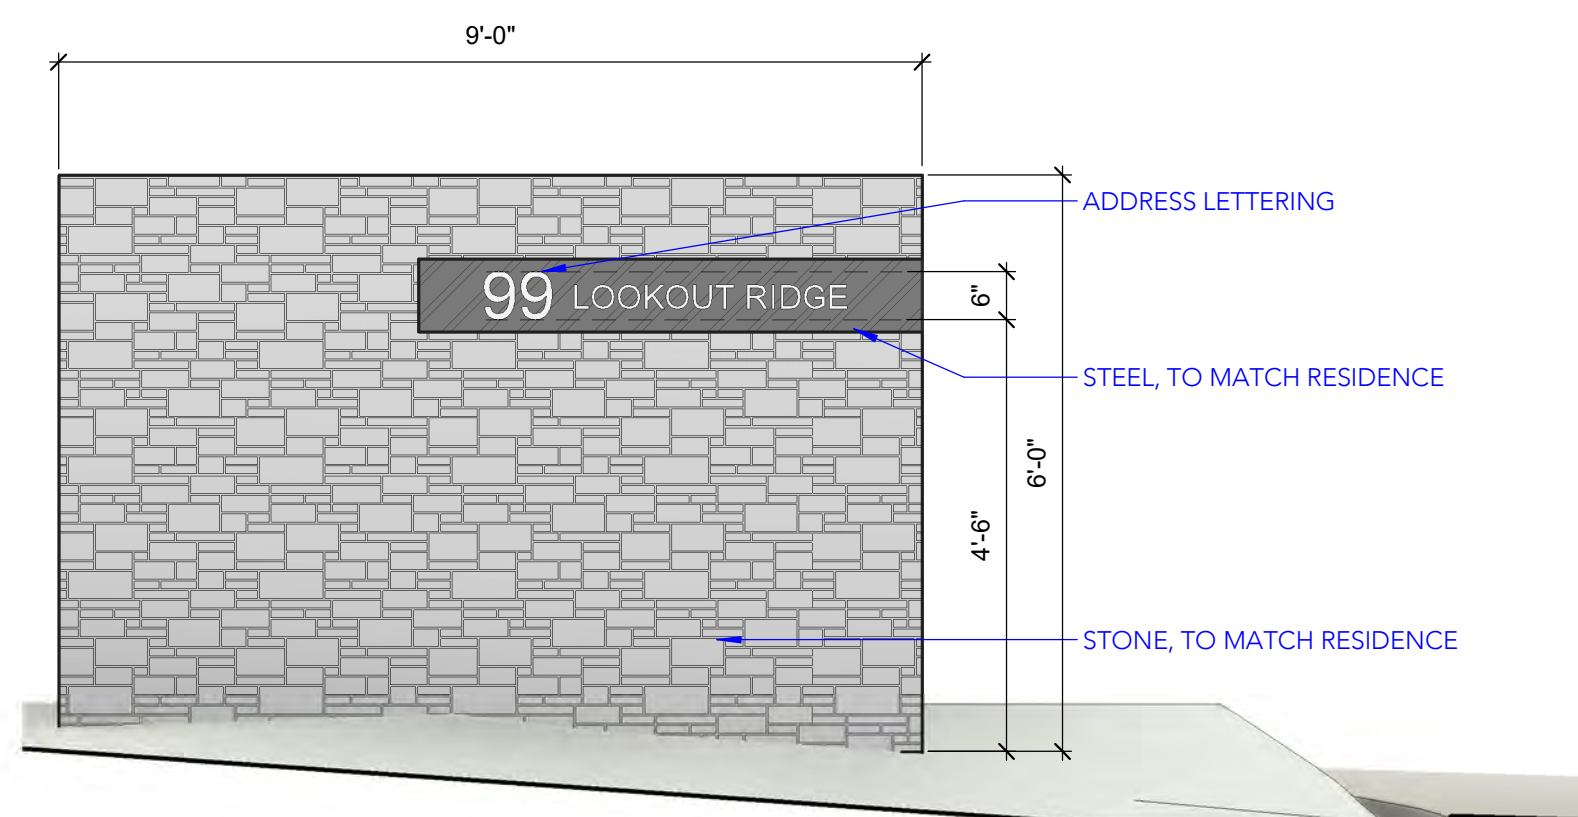 9'-0"
ADDRESS LETTERING
99 LOOKOUT RIDGE
6"
STEEL, TO MATCH RESIDENCE
6'-0"
4'-6"
STONE, TO MATCH RESIDENCE